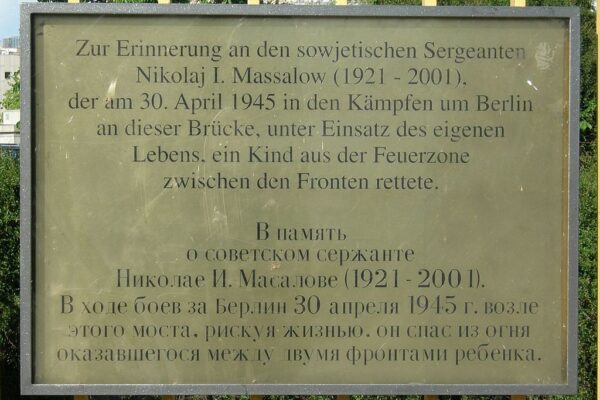 Zur Erinnerung an den sowjetischen Sergeanten
Nikolaj I. Massalow (1921 - 2001),
der am 30. April 1945 in den Kämpfen um Berlin
an dieser Brücke, unter Einsatz des eigenen
Lebens, ein Kind aus der Feuerzone
zwischen den Fronten rettete.
В память
о советском сержанте
Николае И. Масалове (1921 - 2001).
В ходе боев за Берлин 30 апреля 1945 г. возле
этого моста, рискуя жизнью, он спас из огня
оказавшегося между двумя фронтами ребенка.